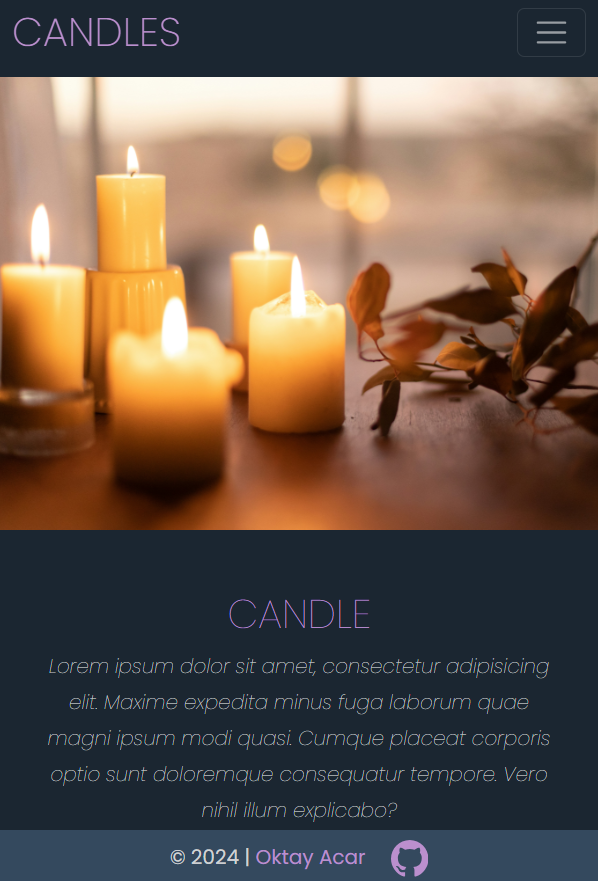 CANDLES
CANDLE
Lorem ipsum dolor sit amet, consectetur adipisicing
elit. Maxime expedita minus fuga laborum quae
magni ipsum modi quasi. Cumque placeat corporis
optio sunt doloremque consequatur tempore. Vero
nihil illum explicabo?
© 2024 | Oktay Acar